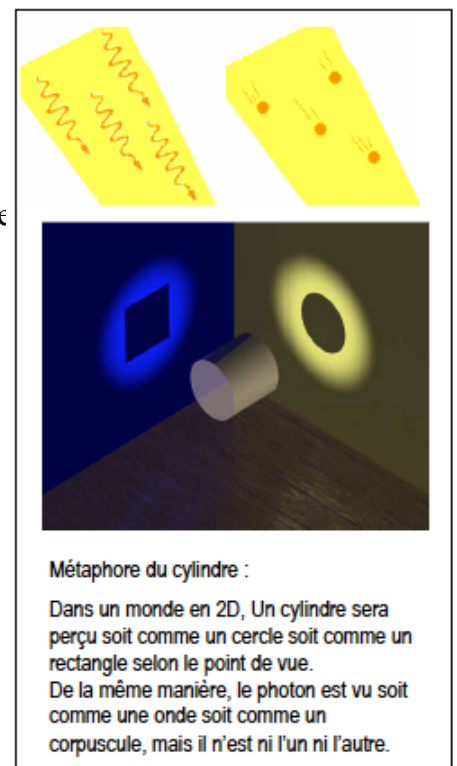 Métaphore du cylindre :
Dans un monde en 2D, Un cylindre sera
perçu soit comme un cercle soit comme un
rectangle selon le point de vue.
De la même manière, le photon est vu soit
comme une onde soit comme un
corpuscule, mais il n’est ni l’un ni l’autre.